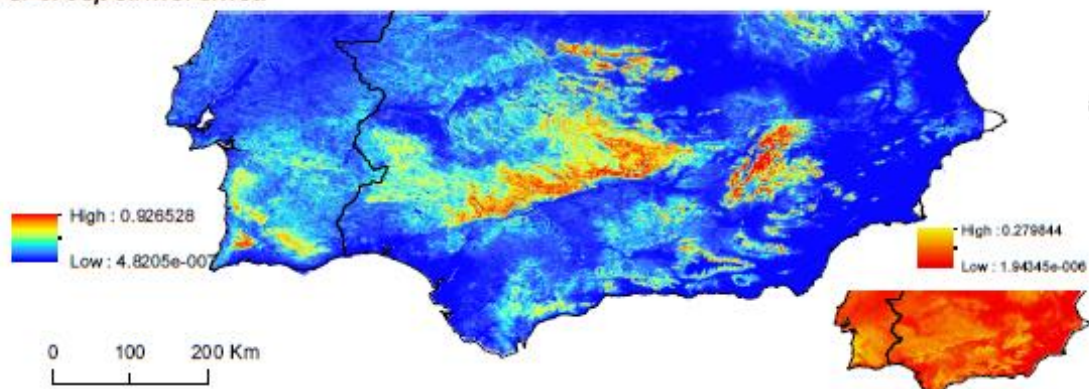 High : 0.926528
Low : 4.8205e-007
High : 0.279844
Low : 1.94345e-006
0 100 200 Km